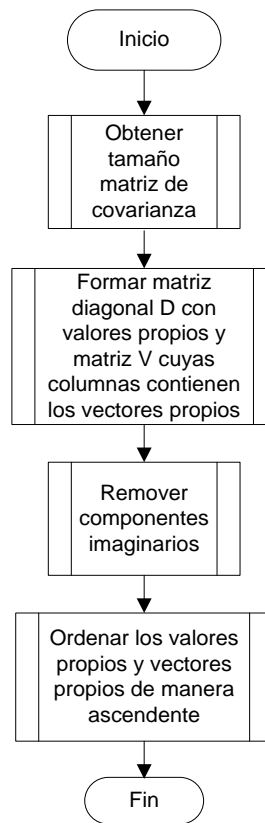 Inicio
Obtener
tamaño
matriz de
covarianza
Formar matriz
diagonal D con
valores propios y
matriz V cuyas
columnas contienen
los vectores propios
Remover
componentes
imaginarios
Ordenar los valores
propios y vectores
propios de manera
ascendente
Fin